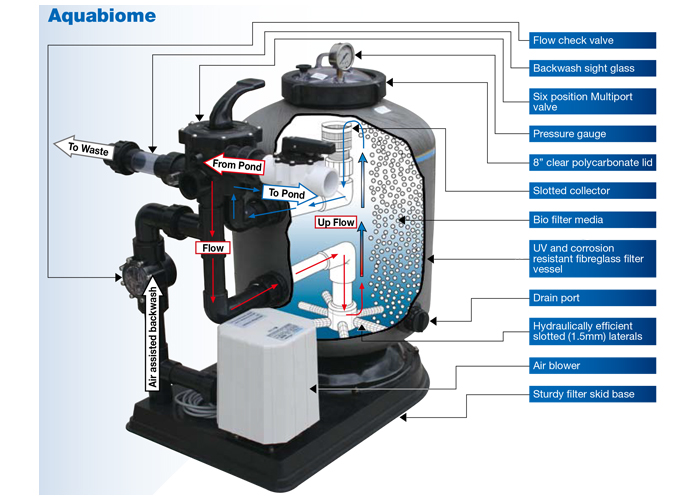 Aquabiome
Flow check valve
Backwash sight glass
Six position Multiport
valve
Pressure gauge
8” clear polycarbonate lid
Slotted collector
Bio filter media
UV and corrosion
resistant fibreglass filter
vessel
Drain port
Hydraulically efficient
slotted (1.5mm) laterals
Air blower
Sturdy filter skid base
To Waste
From Pond
To Pond
Up Flow
Flow
Air assisted backwash